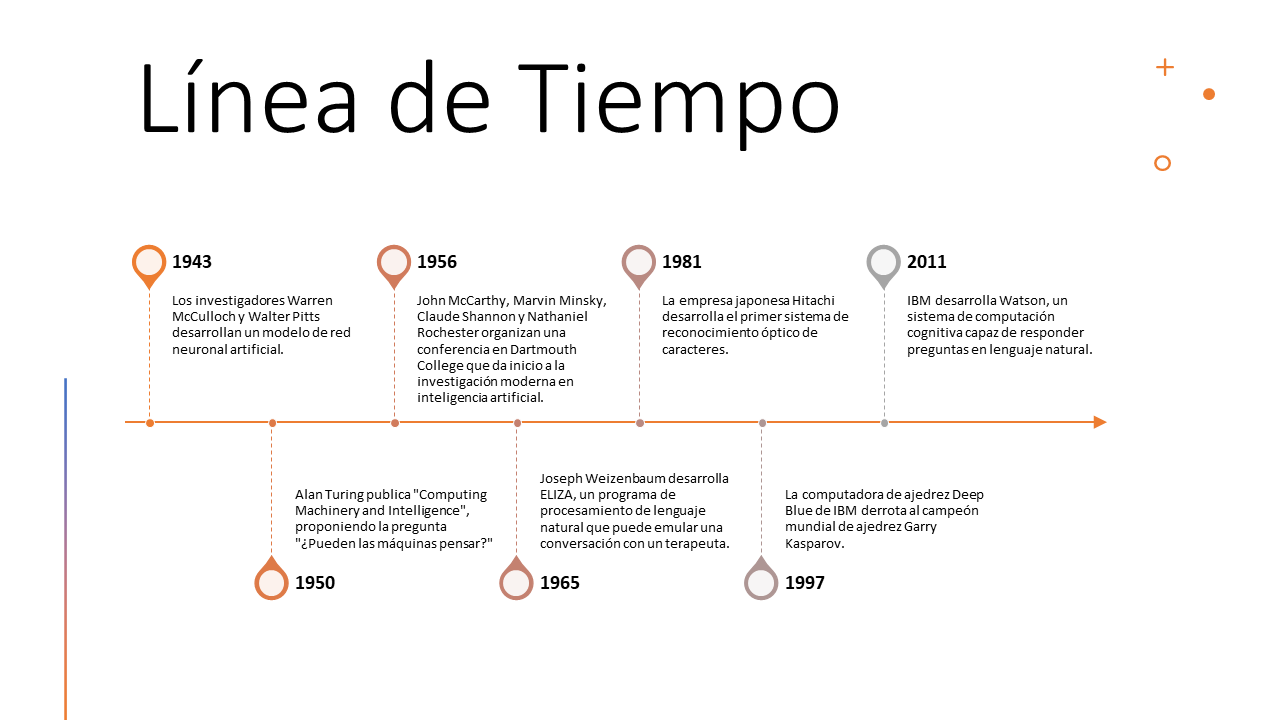 Línea de Tiempo
1943
Los investigadores Warren
McCulloch y Walter Pitts
desarrollan un modelo de red
neuronal artificial.
1956
John McCarthy, Marvin Minsky,
Claude Shannon y Nathaniel
Rochester organizan una
conferencia en Dartmouth
College que da inicio a la
investigación moderna en
inteligencia artificial.
1981
La empresa japonesa Hitachi
desarrolla el primer sistema de
reconocimiento óptico de
caracteres.
2011
IBM desarrolla Watson, un
sistema de computación
cognitiva capaz de responder
preguntas en lenguaje natural.
Alan Turing publica "Computing
Machinery and Intelligence",
proponiendo la pregunta
"¿Pueden las máquinas pensar?"
1950
Joseph Weizenbaum desarrolla
ELIZA, un programa de
procesamiento de lenguaje
natural que puede emular una
conversación con un terapeuta.
1965
La computadora de ajedrez Deep
Blue de IBM derrota al campeón
mundial de ajedrez Garry
Kasparov.
1997